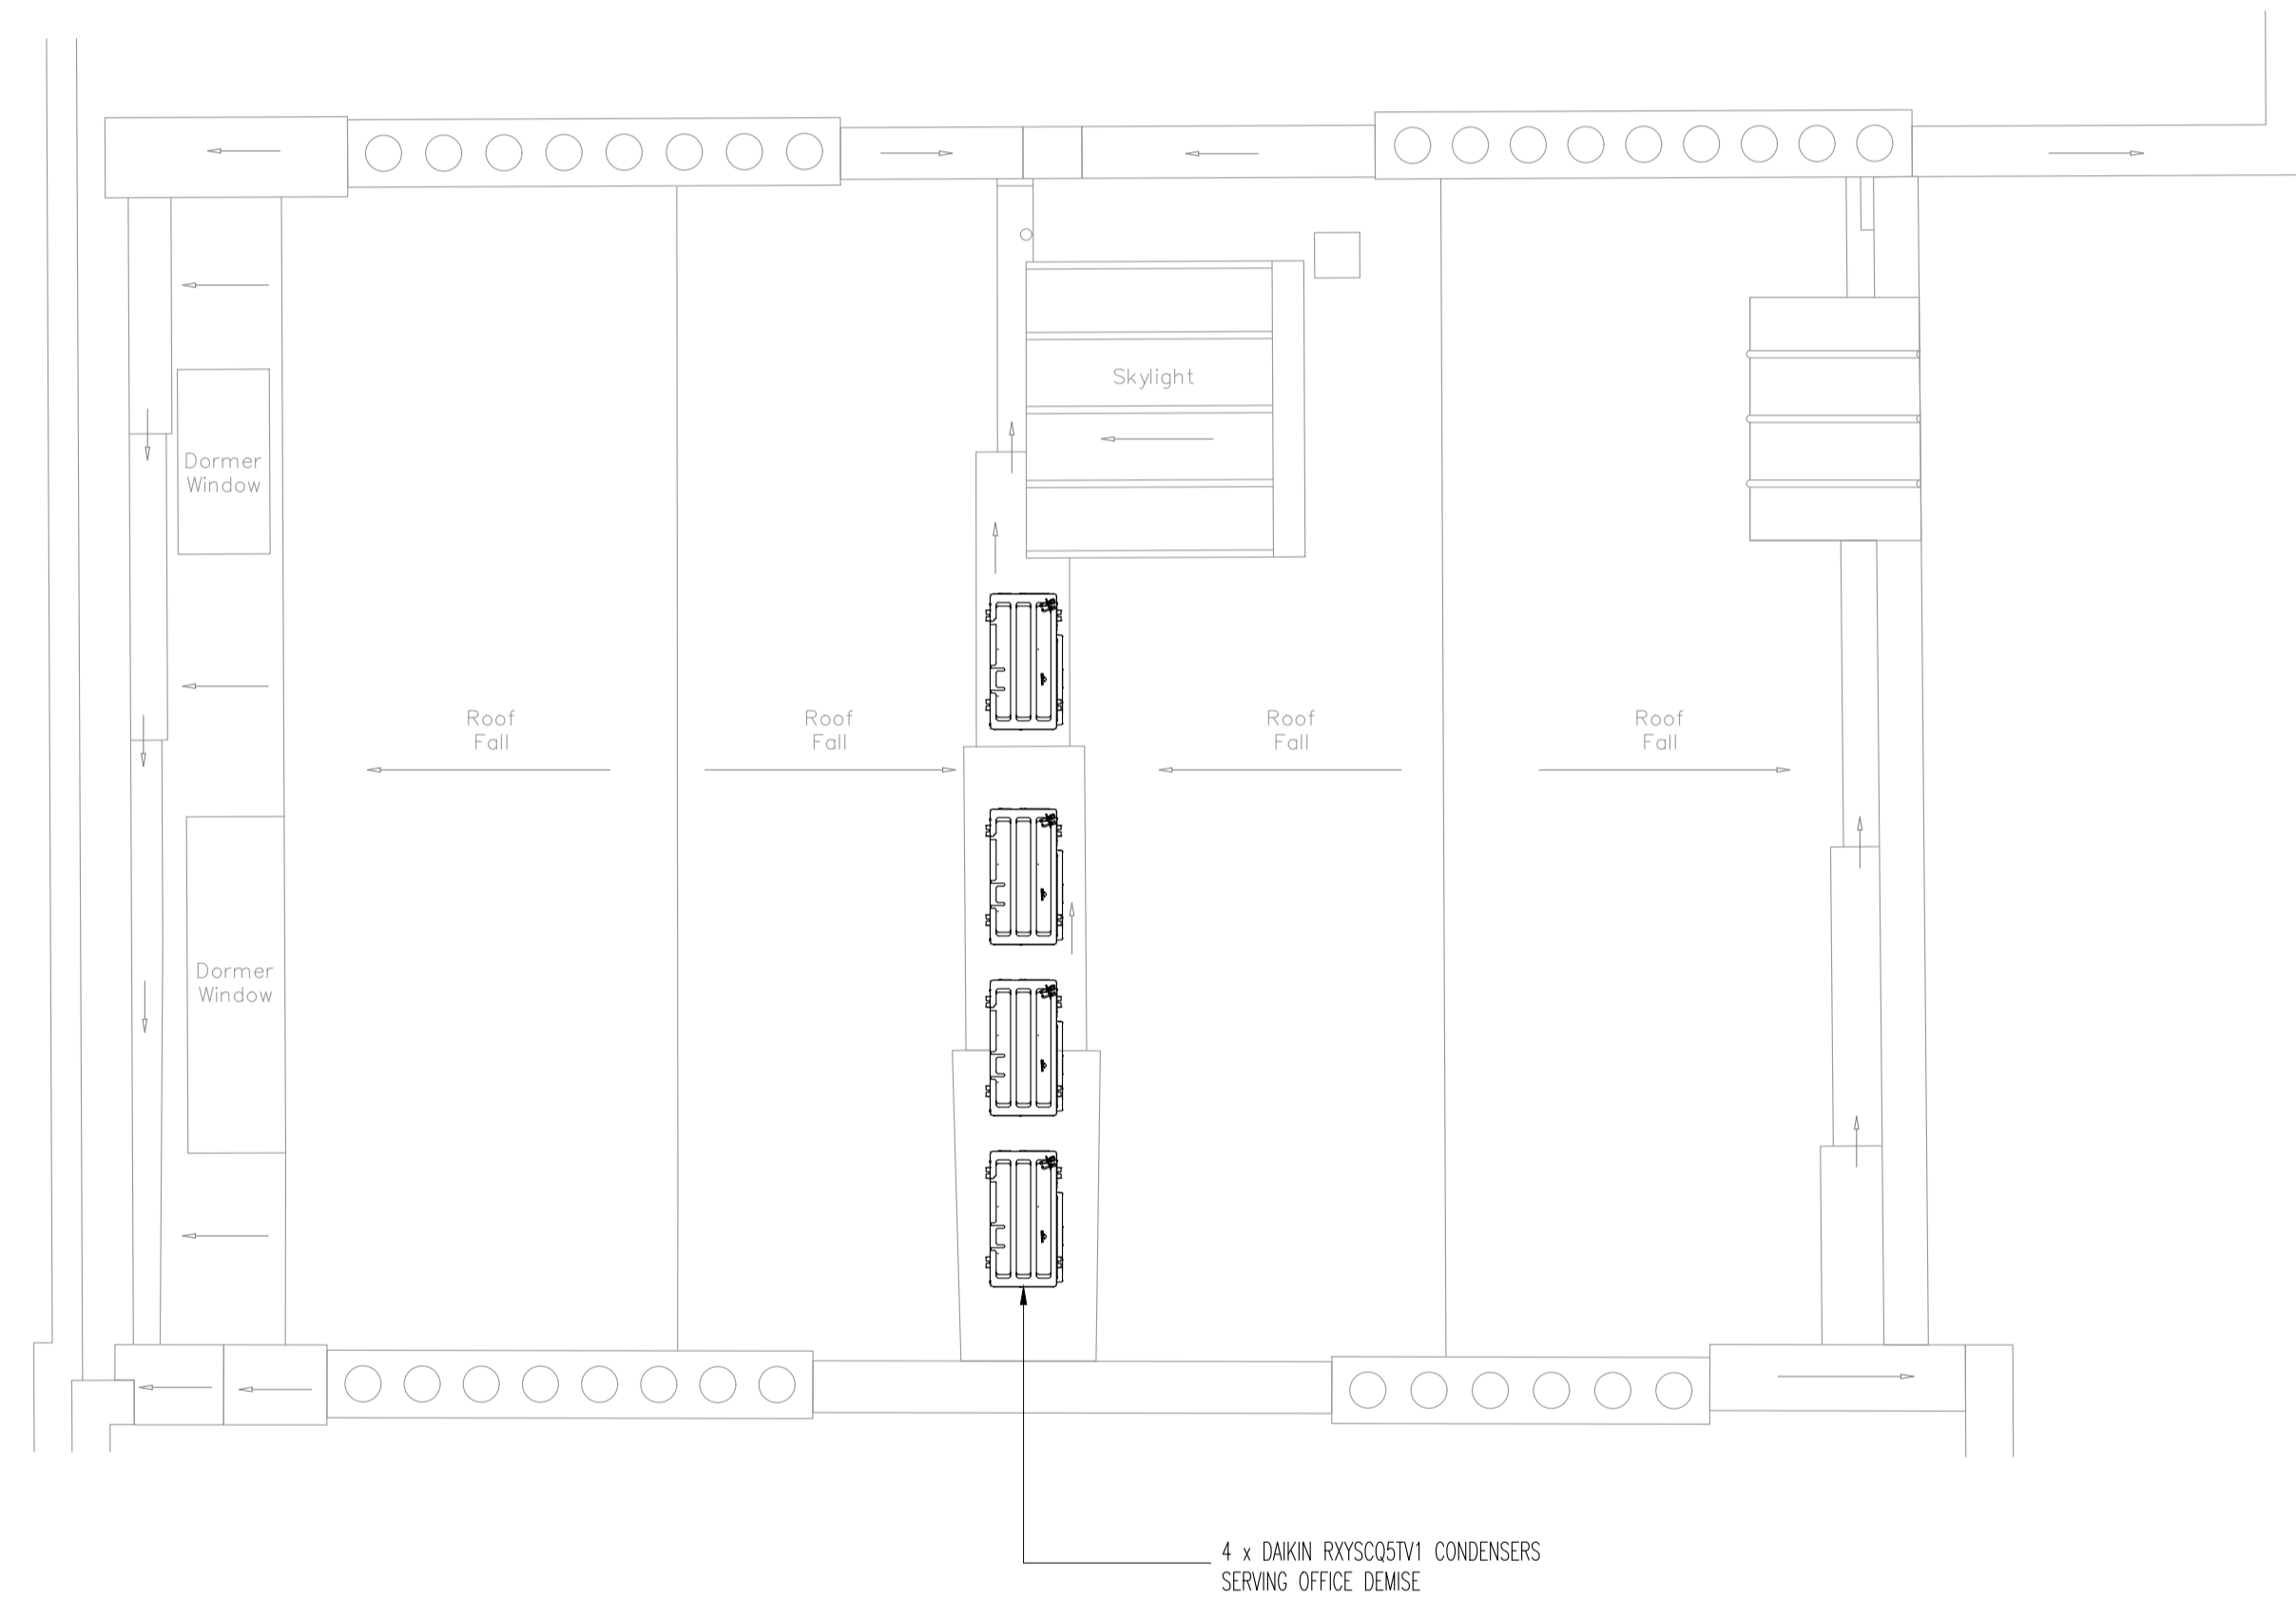 Skylight
Dormer
Window
Roof
Fall
Roof
Fall
Roof
Fall
Roof
Fall
Dormer
Window
4 x DAIKIN RXYSCQ5TV1 CONDENSERS
SERVING OFFICE DEMISE